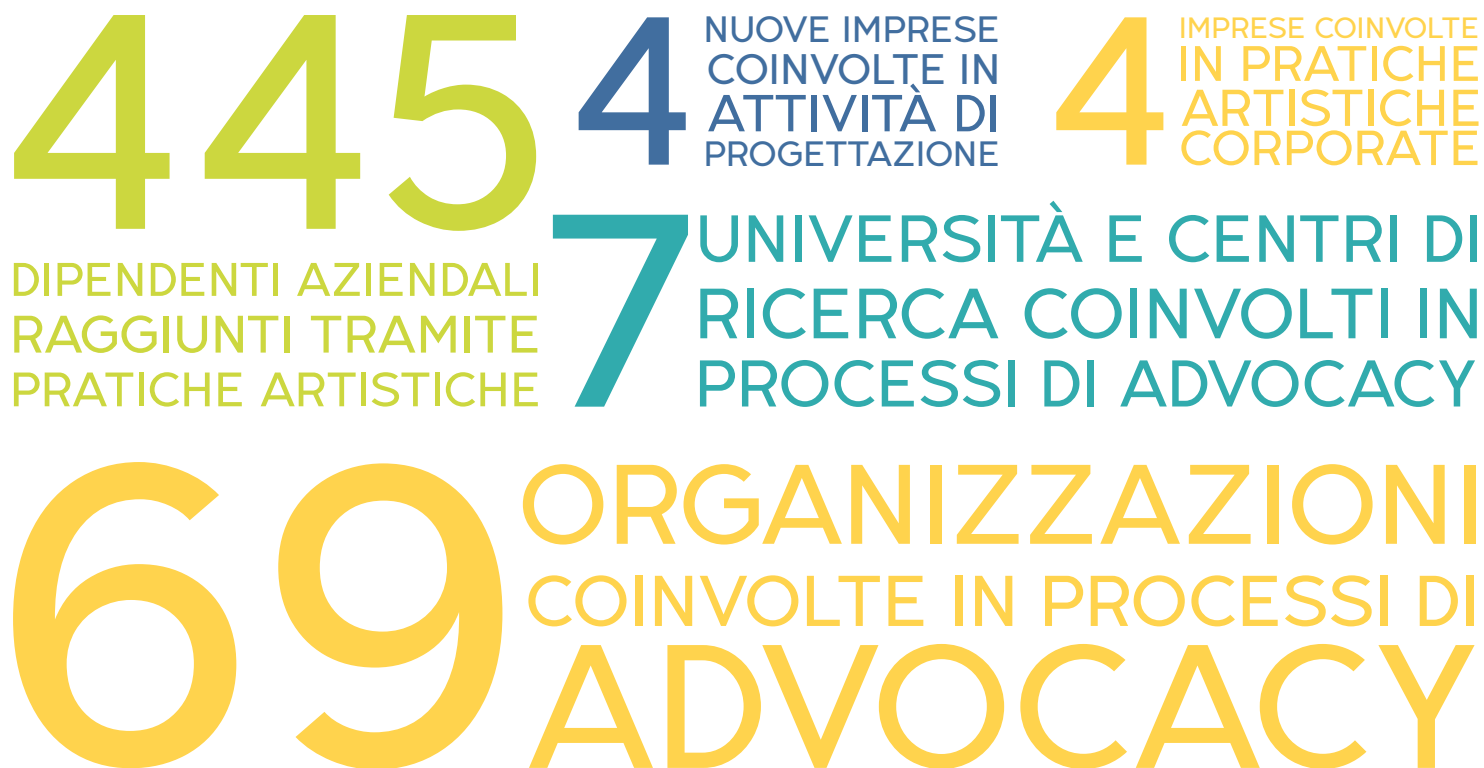 445
DIPENDENTI AZIENDALI
RAGGIUNTI TRAMITE
PRATICHE ARTISTICHE
4
NUOVE IMPRESE
COINVOLTE IN
ATTIVITÀ DI
PROGETTAZIONE
4
IMPRESE COINVOLTE
IN PRATICHE
ARTISTICHE
CORPORATE
7
UNIVERSITÀ E CENTRI DI
RICERCA COINVOLTI IN
PROCESSI DI ADVOCACY
69
ORGANIZZAZIONI
COINVOLTE IN PROCESSI DI
ADVOCACY